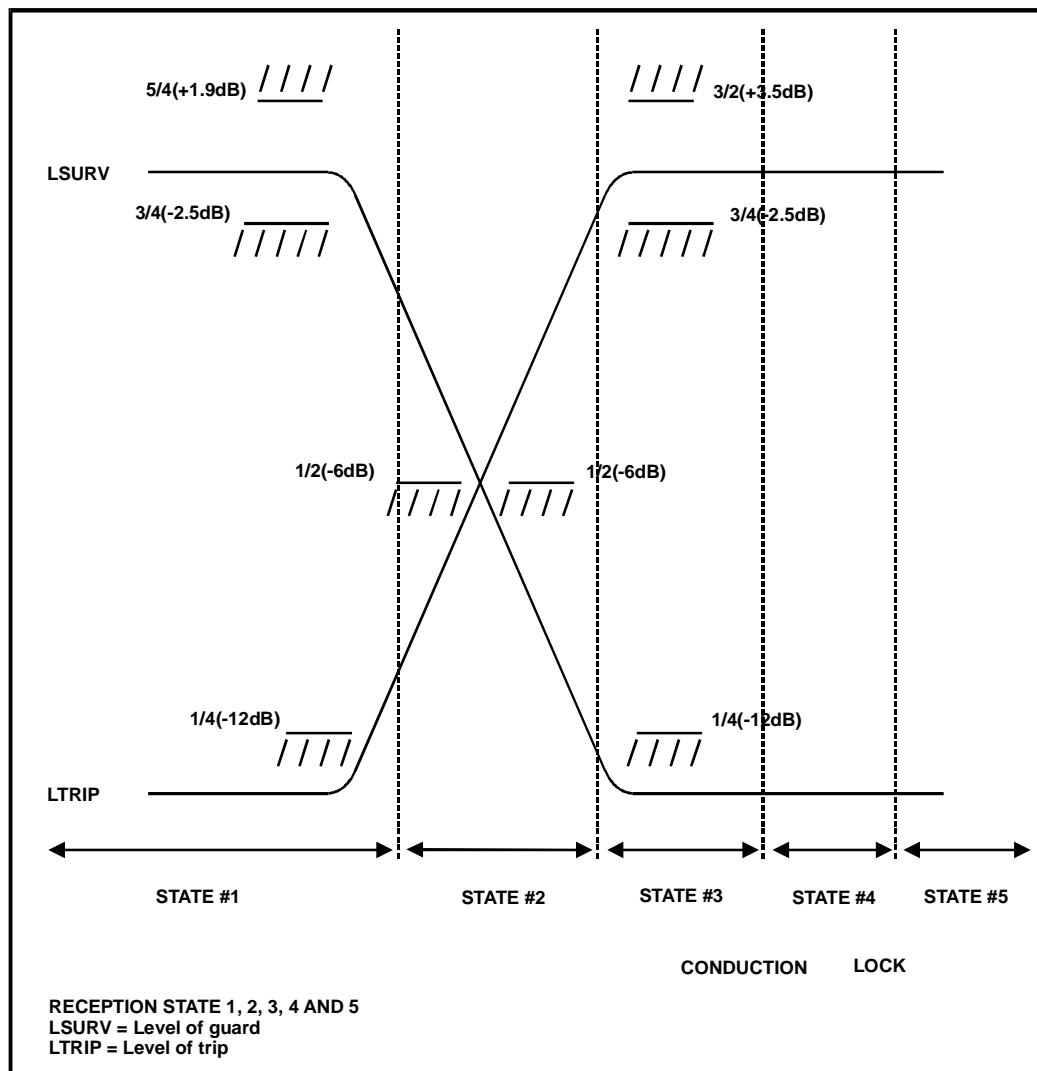 5/4(+1.9dB)
3/2(+3.5dB)
LSURV
3/4(-2.5dB)
3/4(-2.5dB)
1/2(-6dB)
1/2(-6dB)
1/4(-12dB)
1/4(-12dB)
LTRIP
STATE #1
STATE #2
STATE #3
STATE #4
STATE #5
CONDUCTION
LOCK
RECEPTION STATE 1, 2, 3, 4 AND 5
LSURV = Level of guard
LTRIP = Level of trip